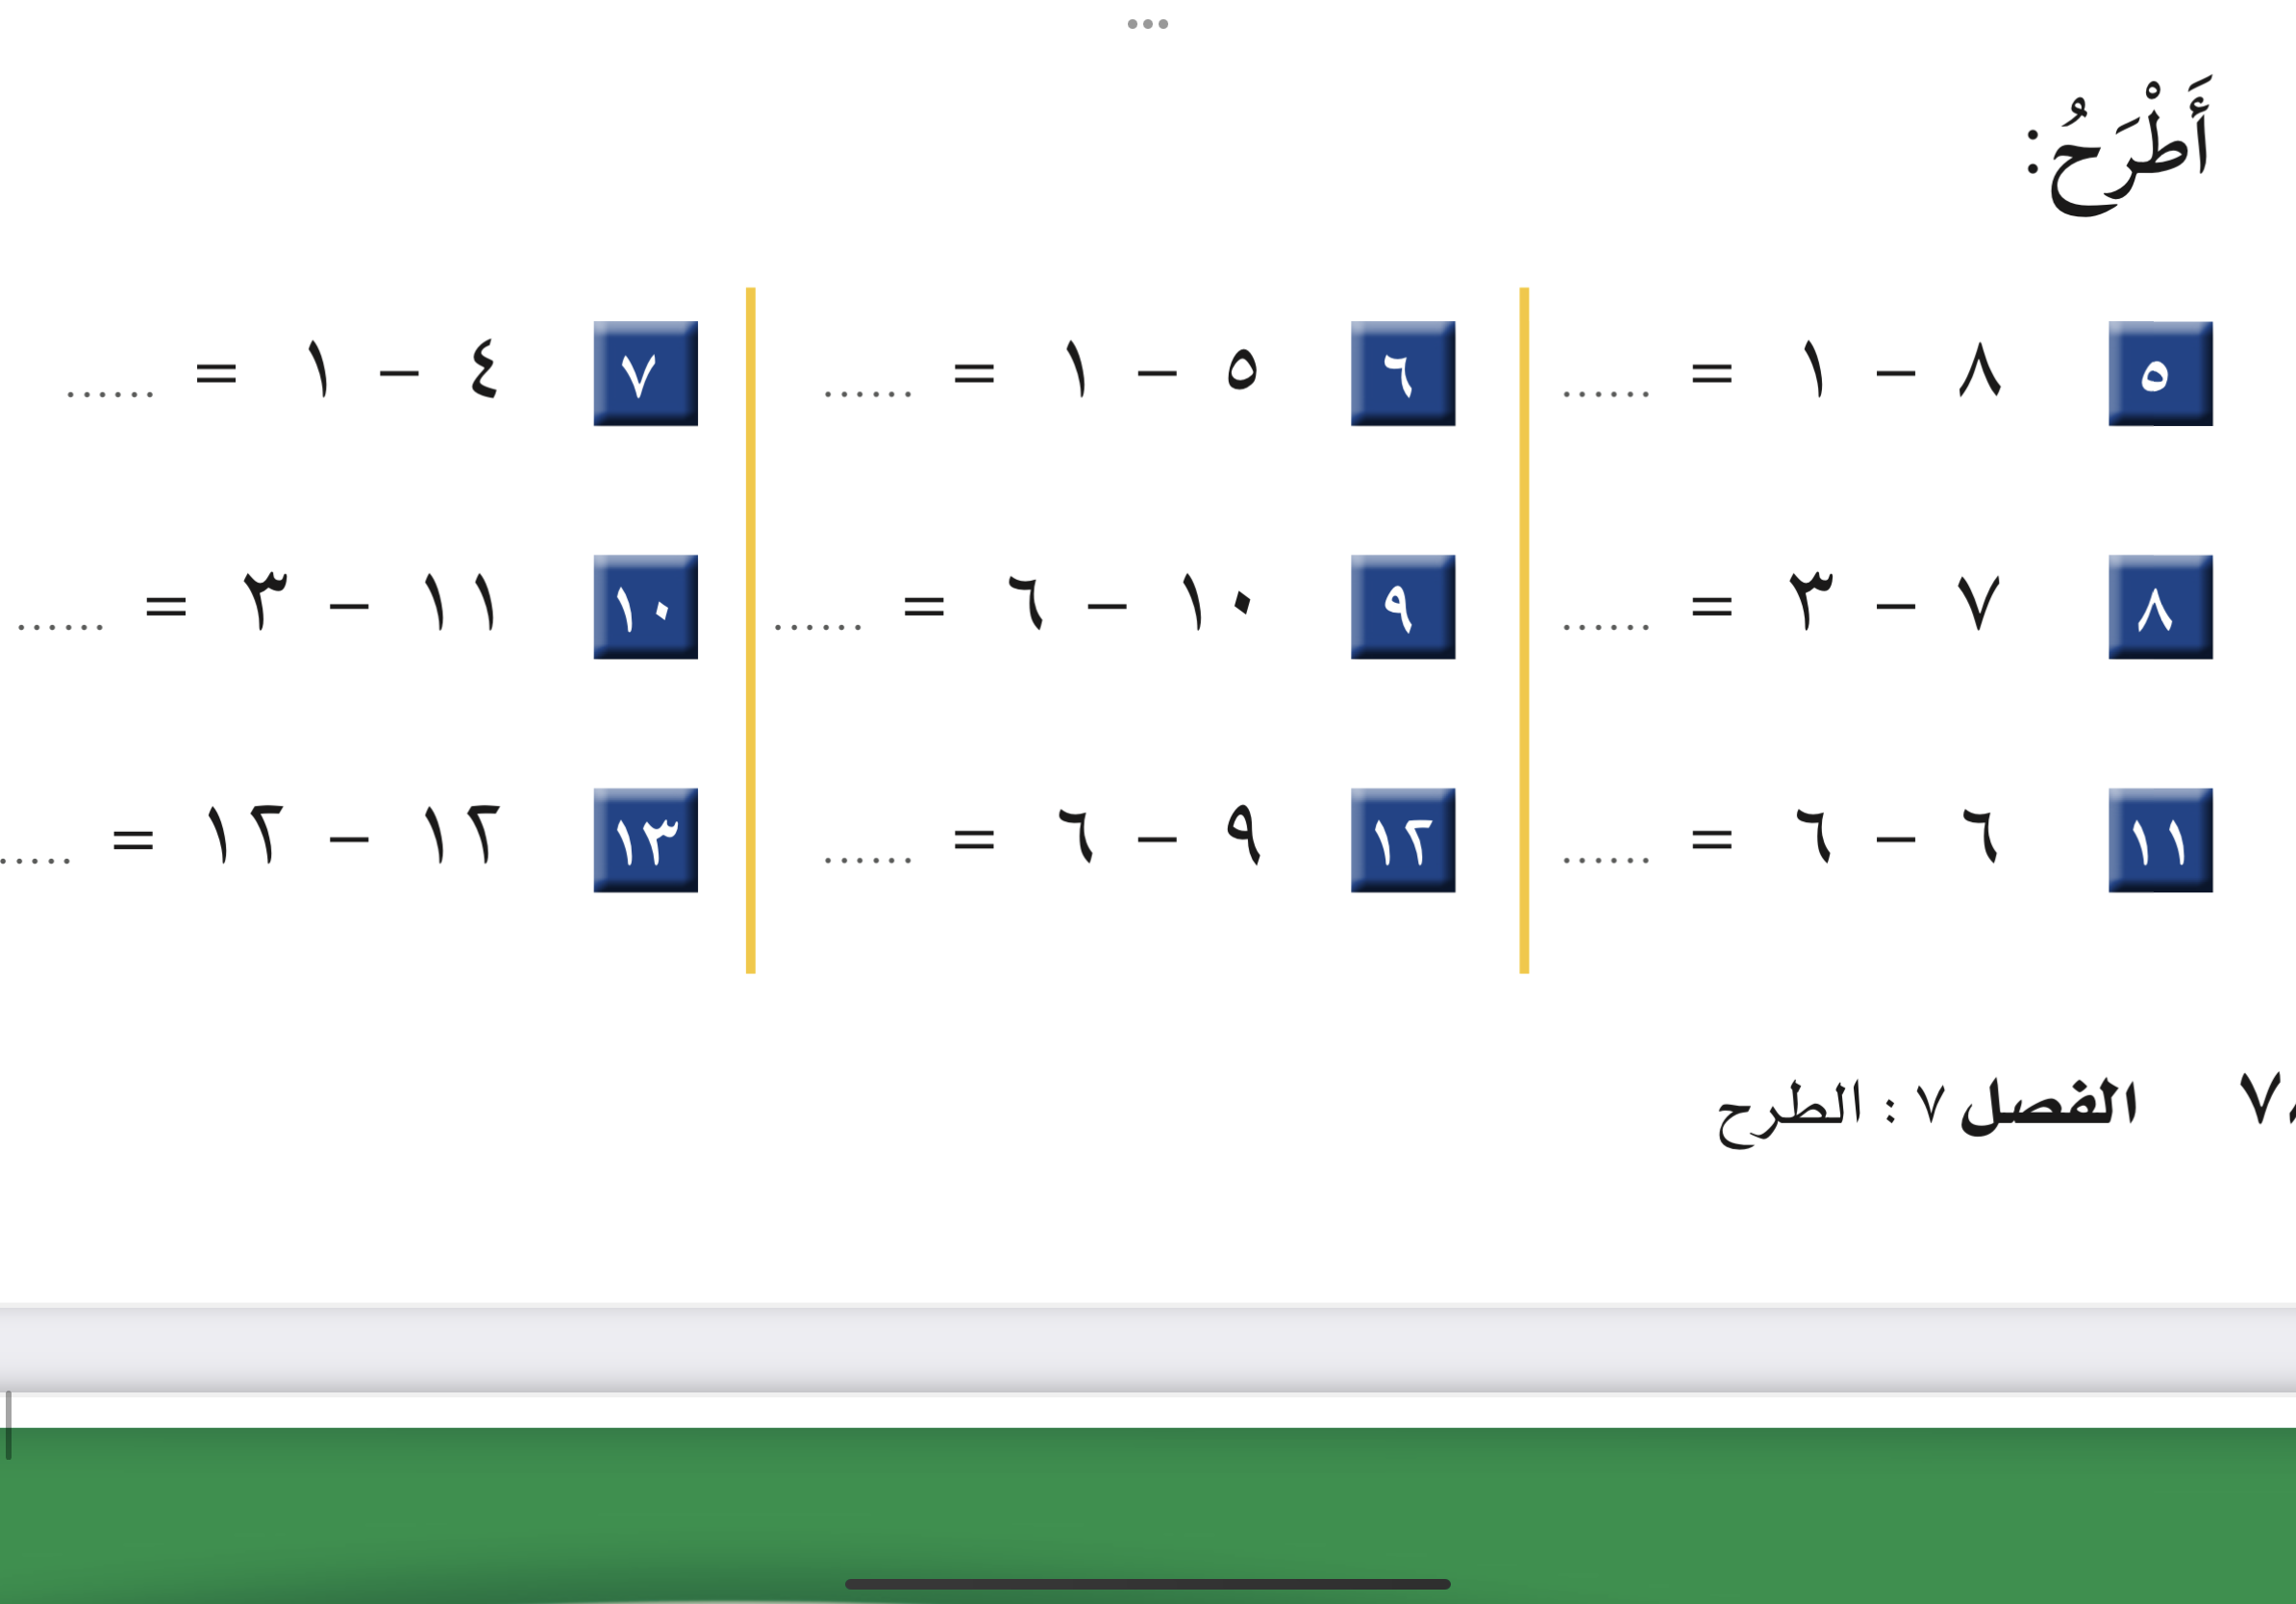 أَطْرَحُ:
٥ ٨ − ١ = ......
٦ ٥ − ١ = ......
٧ ٤ − ١ = ......
٨ ٧ − ٣ = ......
٩ ١٠ − ٦ = ......
١٠ ١١ − ٣ = ......
١١ ٦ − ٦ = ......
١٢ ٩ − ٦ = ......
١٣ ١٢ − ١٢ = ......
الفصل ٧ : الطرح